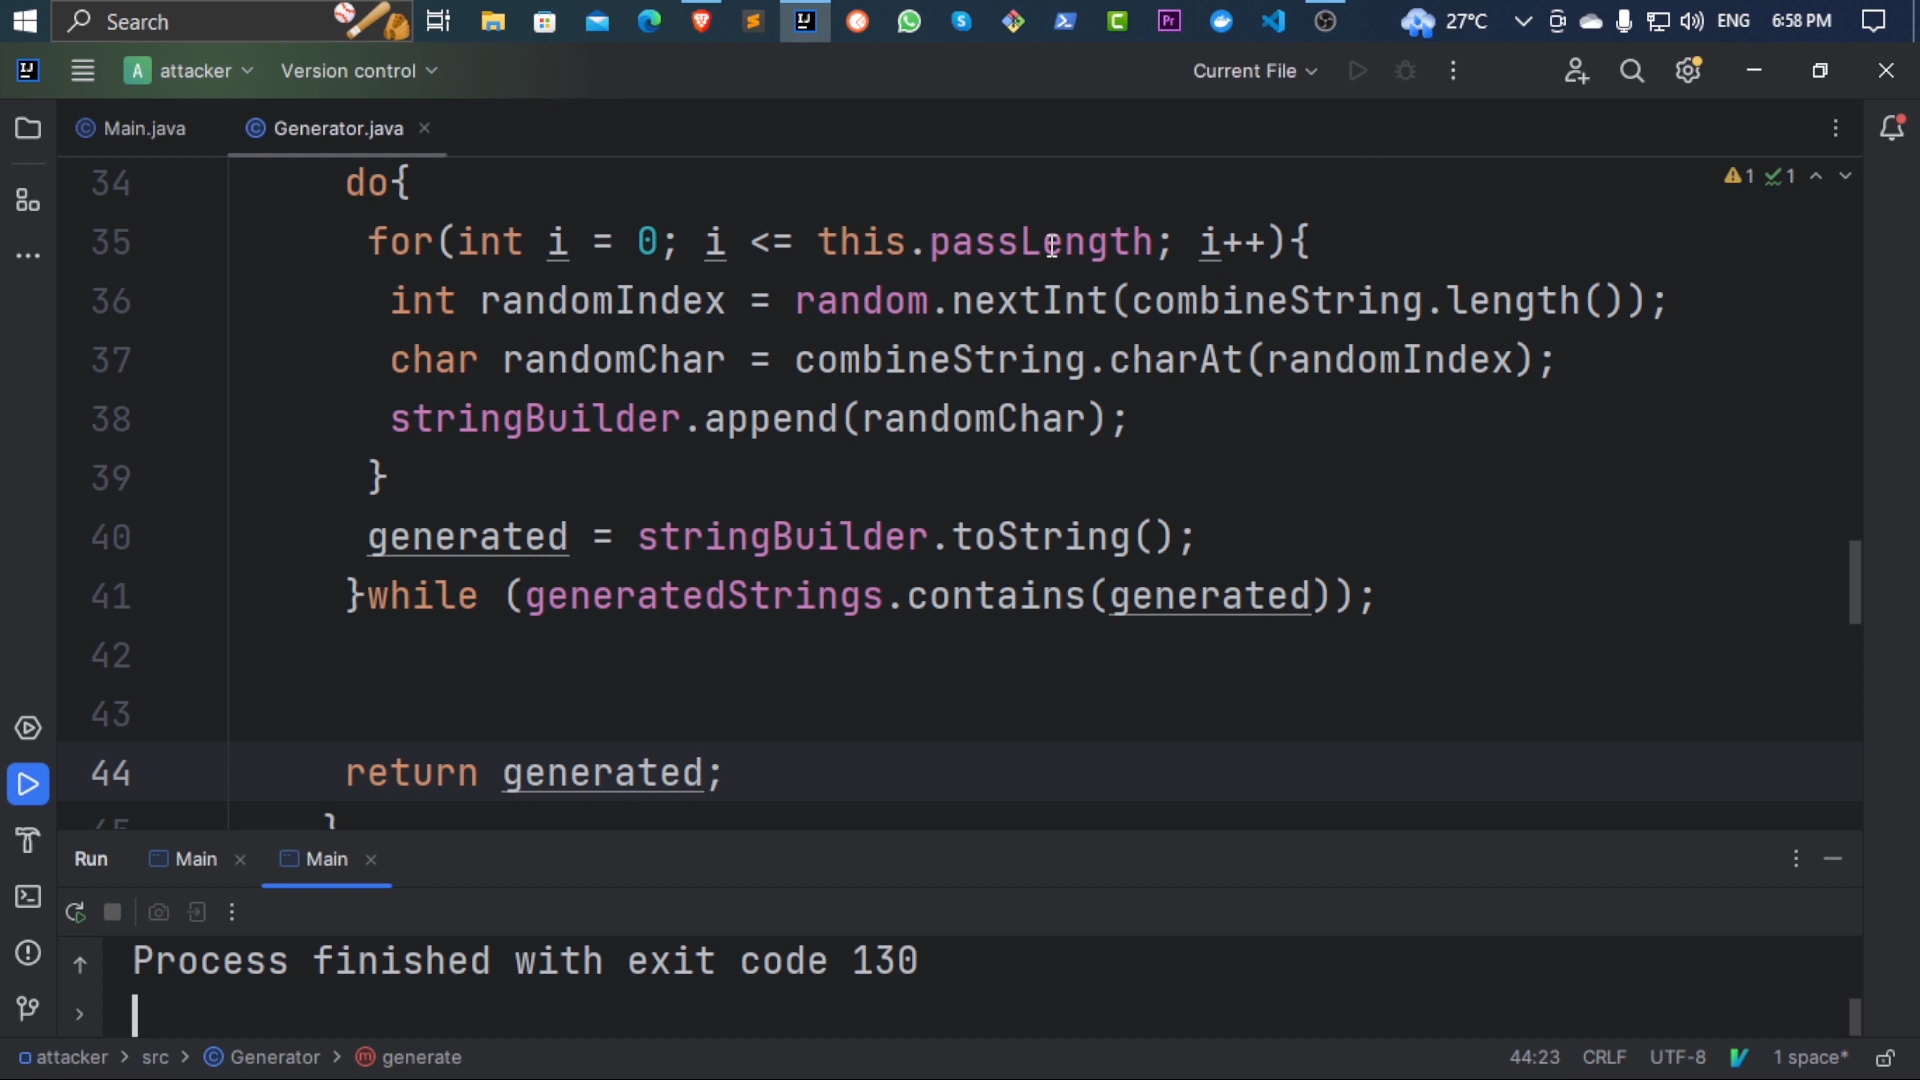 Search
27°C
ENG
6:58 PM
A attacker
Version control
Current File
Main.java
Generator.java
1 1
34 do{
35 for(int i = 0; i <= this.passLength; i++){
36 int randomIndex = random.nextInt(combineString.length());
37 char randomChar = combineString.charAt(randomIndex);
38 stringBuilder.append(randomChar);
39 }
40 generated = stringBuilder.toString();
41 }while (generatedStrings.contains(generated));
42
43
44 return generated;
45 }
Run
Main
Main
Process finished with exit code 130
attacker > src > Generator > generate
44:23
CRLF
UTF-8
1 space*